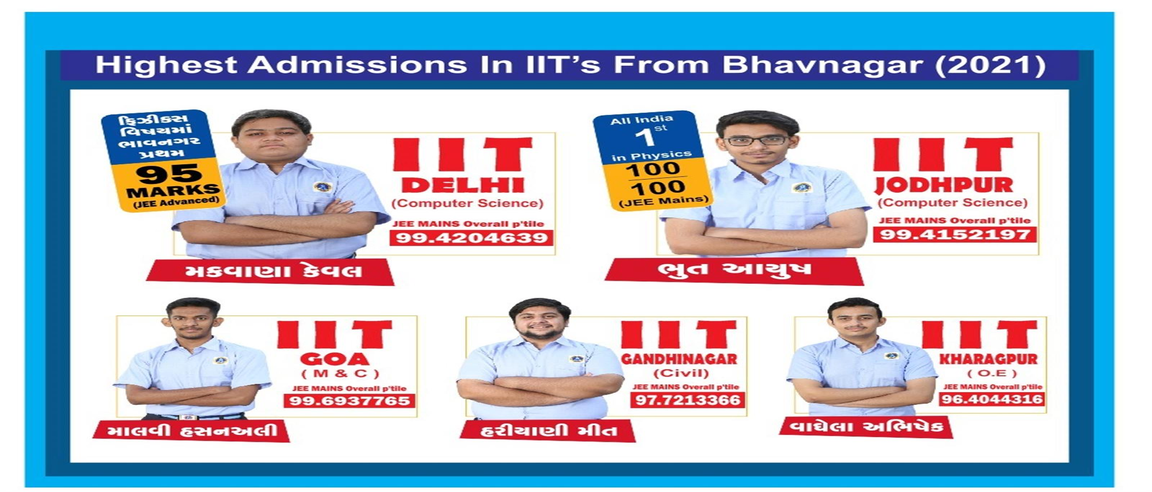 Highest Admissions In IIT's From Bhavnagar (2021)
ફિઝીક્સ
વિષયમાં
ભાવનગર
પ્રથમ
95
MARKS
(JEE Advanced)
IIT
DELHI
(Computer Science)
JEE MAINS Overall p'tile
99.4204639
મકવાણા કેવલ
All India
1st
in Physics
100
100
(JEE Mains)
IIT
JODHPUR
(Computer Science)
JEE MAINS Overall p'tile
99.4152197
ભુત આયુષ
IIT
GOA
( M & C )
JEE MAINS Overall p'tile
99.6937765
માલવી હસનઅલી
IIT
GANDHINAGAR
(Civil)
JEE MAINS Overall p'tile
97.7213366
હરીયાણી મીત
IIT
KHARAGPUR
( O.E )
JEE MAINS Overall p'tile
96.4044316
વાઘેલા અભિષેક